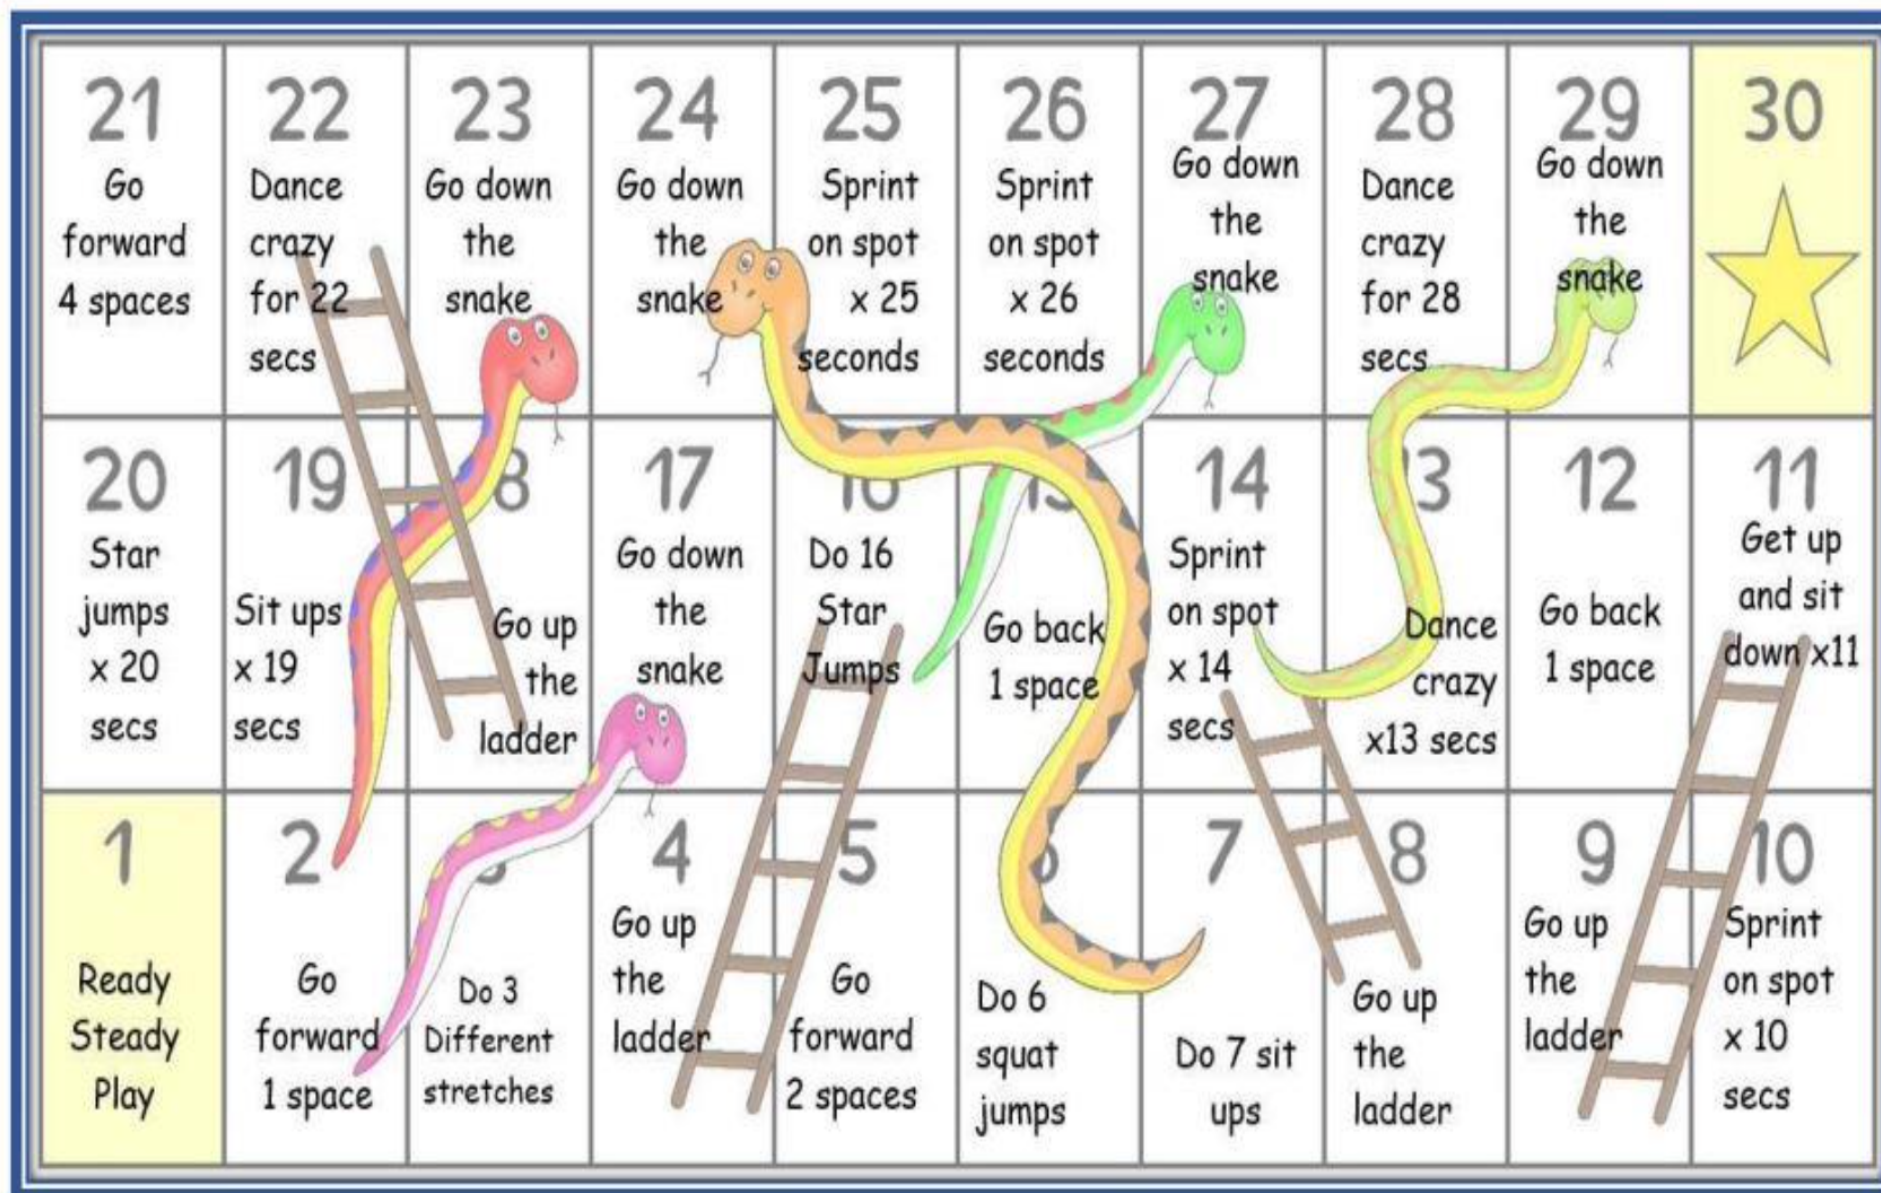 21
Go
forward
4 spaces
22
Dance
crazy
for 22
secs
23
Go down
the
snake
24
Go down
the
snake
25
Sprint
on spot
x 25
seconds
26
Sprint
on spot
x 26
seconds
27
Go down
the
snake
28
Dance
crazy
for 28
secs
29
Go down
the
snake
30
20
Star
jumps
x 20
secs
19
Sit ups
x 19
secs
18
Go up
the
ladder
17
Go down
the
snake
16
Do 16
Star
Jumps
15
Go back
1 space
14
Sprint
on spot
x 14
secs
13
Dance
crazy
x13 secs
12
Go back
1 space
11
Get up
and sit
down x11
1
Ready
Steady
Play
2
Go
forward
1 space
3
Do 3
Different
stretches
4
Go up
the
ladder
5
Go
forward
2 spaces
6
Do 6
squat
jumps
7
Do 7 sit
ups
8
Go up
the
ladder
9
Go up
the
ladder
10
Sprint
on spot
x 10
secs